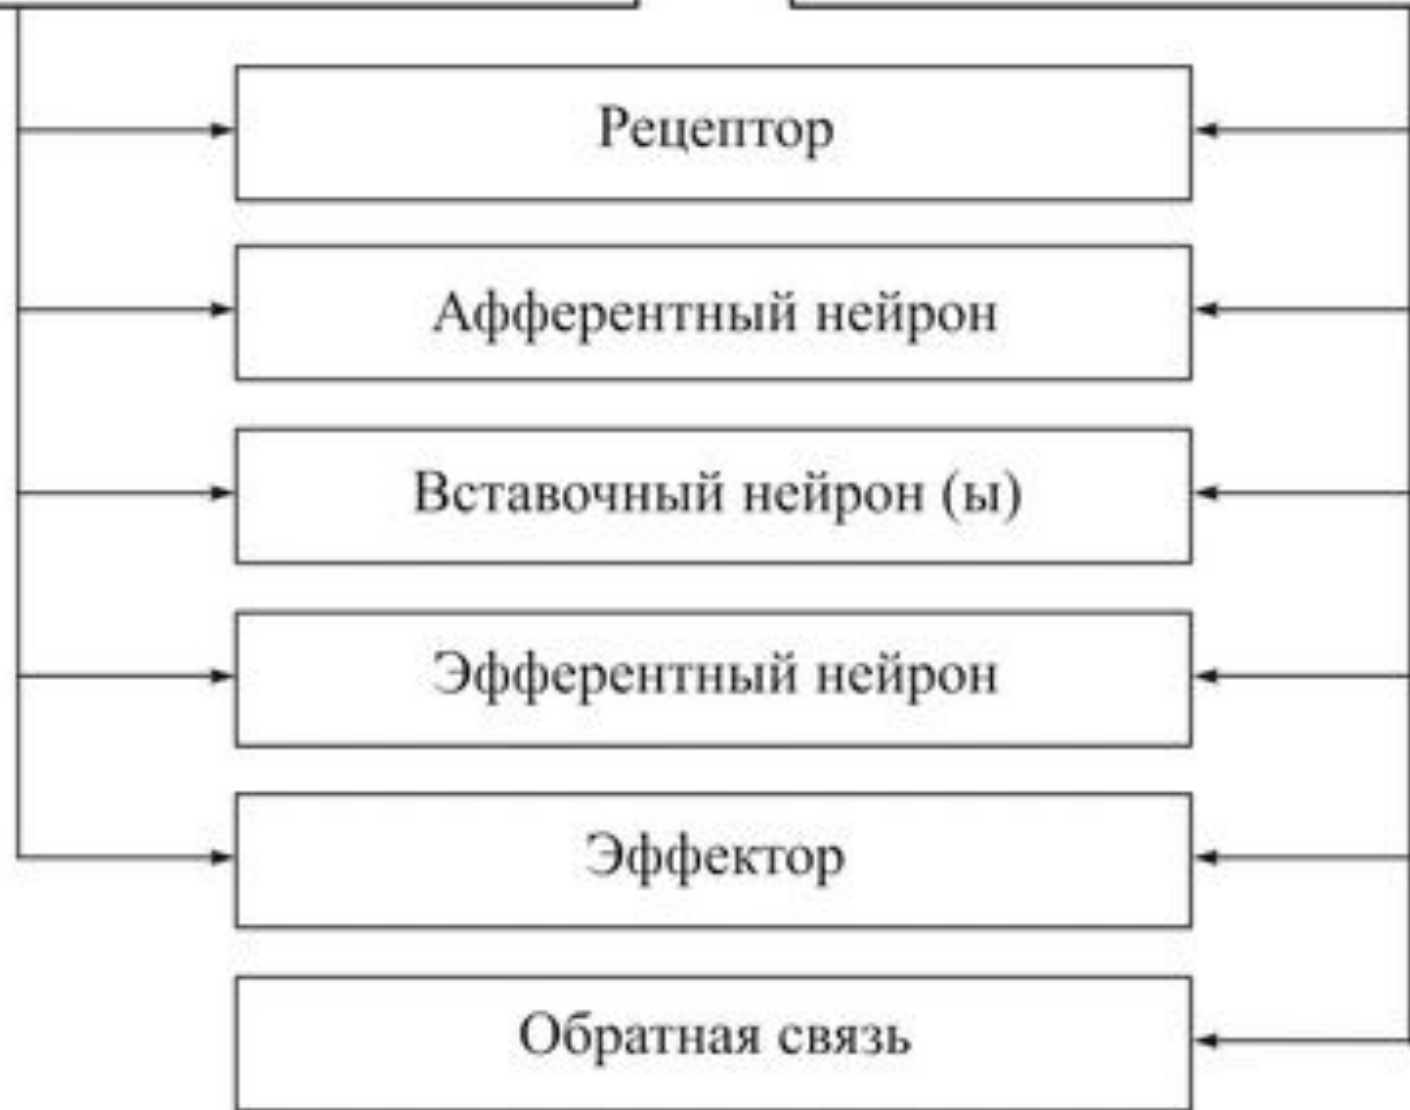 Рецептор
Афферентный нейрон
Вставочный нейрон (ы)
Эфферентный нейрон
Эффектор
Обратная связь